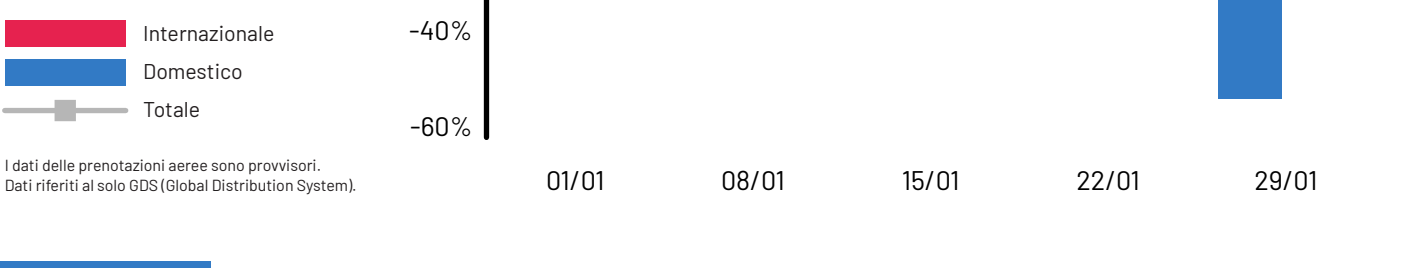 Internazionale
Domestico
Totale
I dati delle prenotazioni aeree sono provvisori.
Dati riferiti al solo GDS (Global Distribution System).
-40%
-60%
01/01 08/01 15/01 22/01 29/01